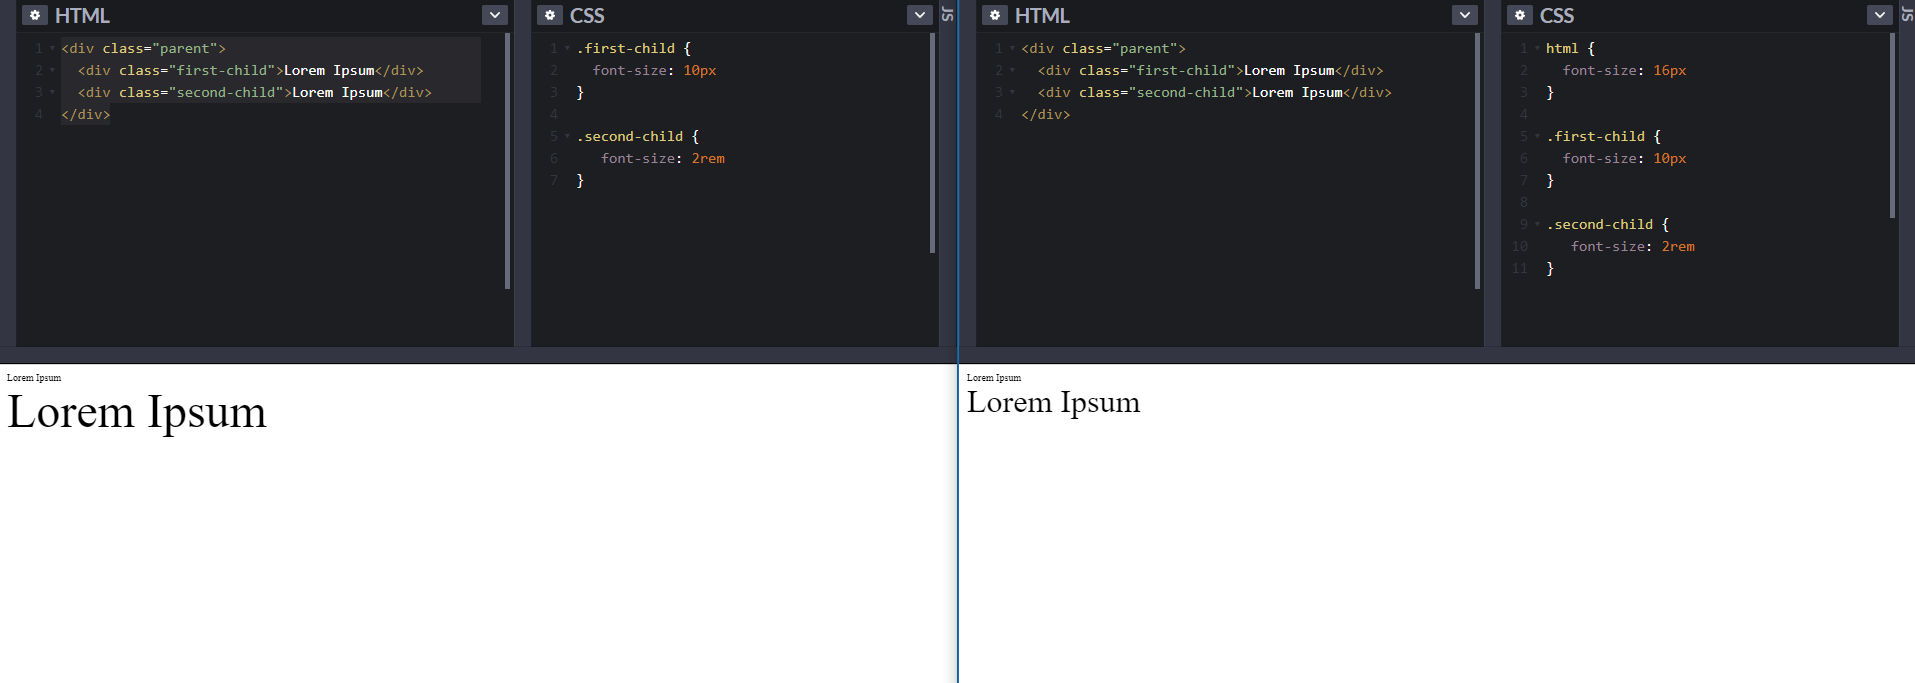 HTML
1 <div class="parent">
2   <div class="first-child">Lorem Ipsum</div>
3   <div class="second-child">Lorem Ipsum</div>
4 </div>
CSS
1 .first-child {
2   font-size: 10px
3 }
4
5 .second-child {
6    font-size: 2rem
7 }
JS
Lorem Ipsum
Lorem Ipsum
HTML
1 <div class="parent">
2   <div class="first-child">Lorem Ipsum</div>
3   <div class="second-child">Lorem Ipsum</div>
4 </div>
CSS
1 html {
2   font-size: 16px
3 }
4
5 .first-child {
6   font-size: 10px
7 }
8
9 .second-child {
10    font-size: 2rem
11 }
JS
Lorem Ipsum
Lorem Ipsum